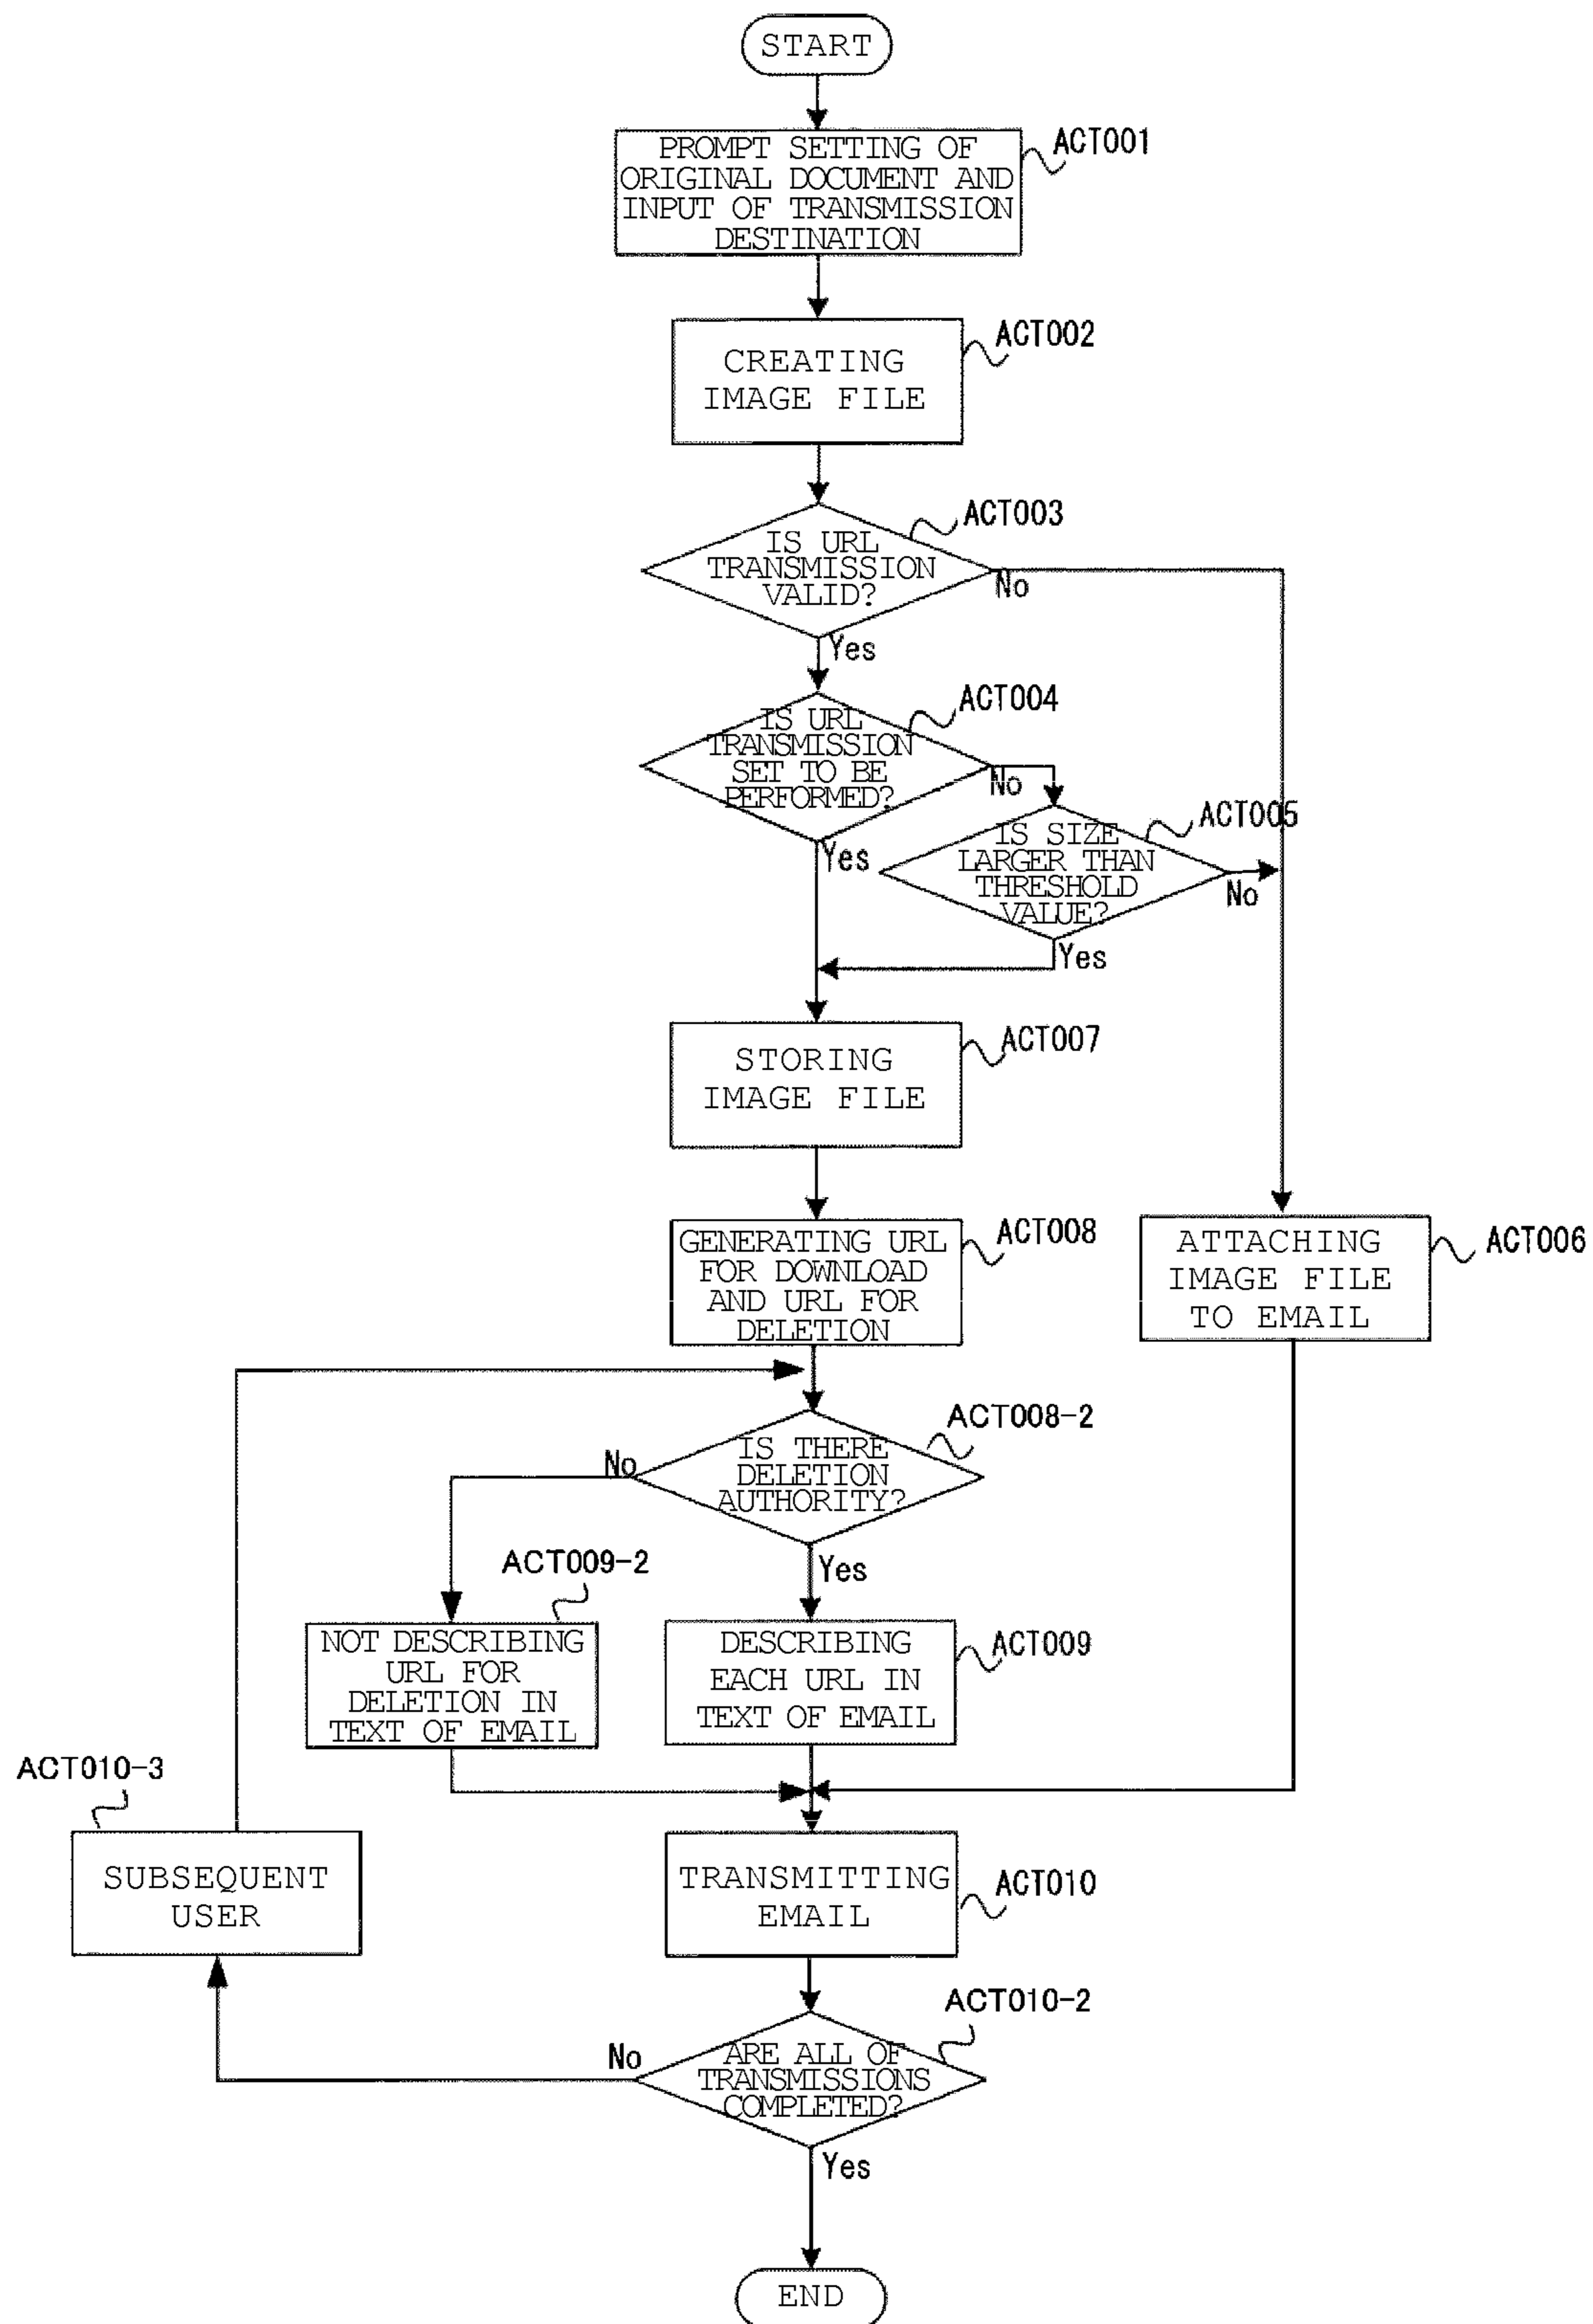 START
ACT001
PROMPT SETTING OF
ORIGINAL DOCUMENT AND
INPUT OF TRANSMISSION
DESTINATION
ACT002
CREATING
IMAGE FILE
ACT003
IS URL
TRANSMISSION
VALID?
No
Yes
ACT004
IS URL
TRANSMISSION
SET TO BE
PERFORMED?
No
Yes
ACT005
IS SIZE
LARGER THAN
THRESHOLD
VALUE?
No
Yes
ACT007
STORING
IMAGE FILE
ACT008
GENERATING URL
FOR DOWNLOAD
AND URL FOR
DELETION
ACT006
ATTACHING
IMAGE FILE
TO EMAIL
ACT008-2
IS THERE
DELETION
AUTHORITY?
No
Yes
ACT009-2
NOT DESCRIBING
URL FOR
DELETION IN
TEXT OF EMAIL
ACT009
DESCRIBING
EACH URL IN
TEXT OF EMAIL
ACT010-3
SUBSEQUENT
USER
ACT010
TRANSMITTING
EMAIL
ACT010-2
ARE ALL OF
TRANSMISSIONS
COMPLETED?
No
Yes
END